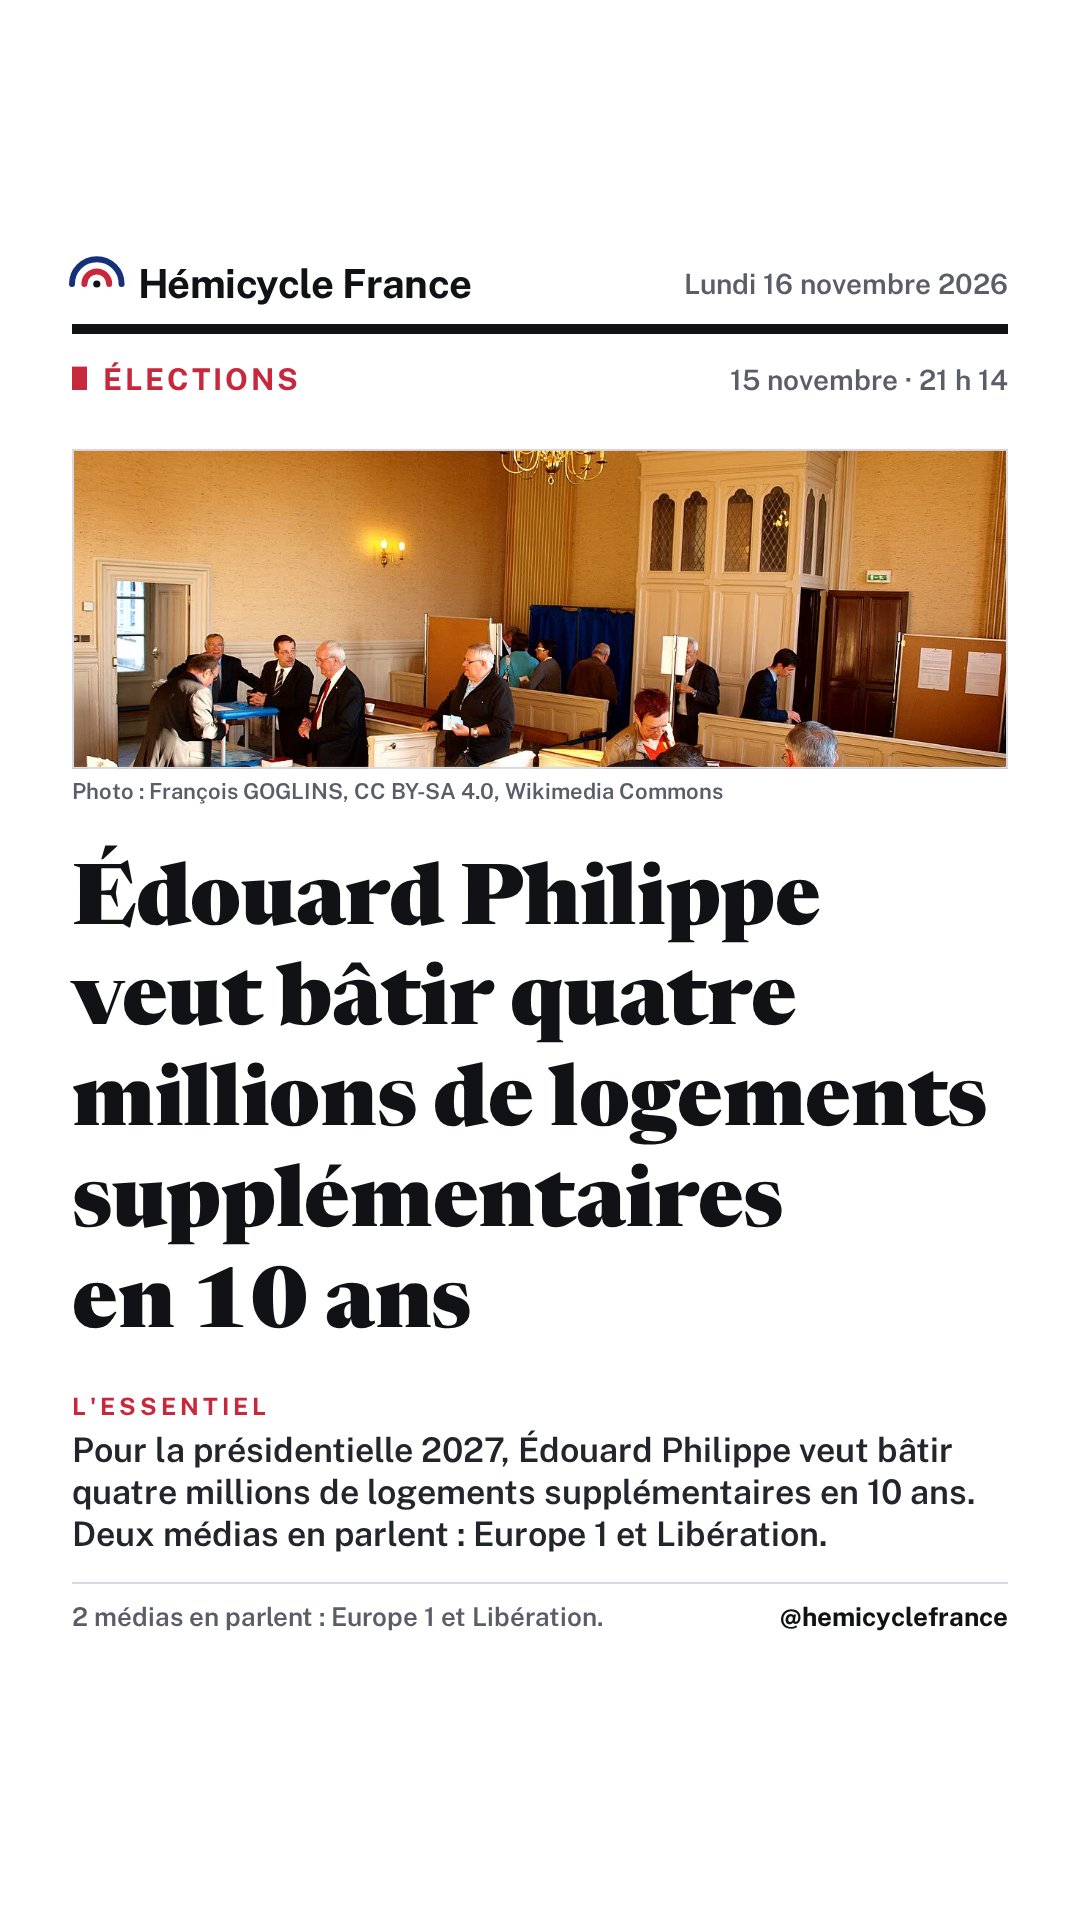 Hémicycle France
Lundi 16 novembre 2026
ÉLECTIONS
15 novembre · 21 h 14
Photo : François GOGLINS, CC BY-SA 4.0, Wikimedia Commons
Édouard Philippe
veut bâtir quatre
millions de logements
supplémentaires
en 10 ans
L'ESSENTIEL
Pour la présidentielle 2027, Édouard Philippe veut bâtir
quatre millions de logements supplémentaires en 10 ans.
Deux médias en parlent : Europe 1 et Libération.
2 médias en parlent : Europe 1 et Libération.
@hemicyclefrance